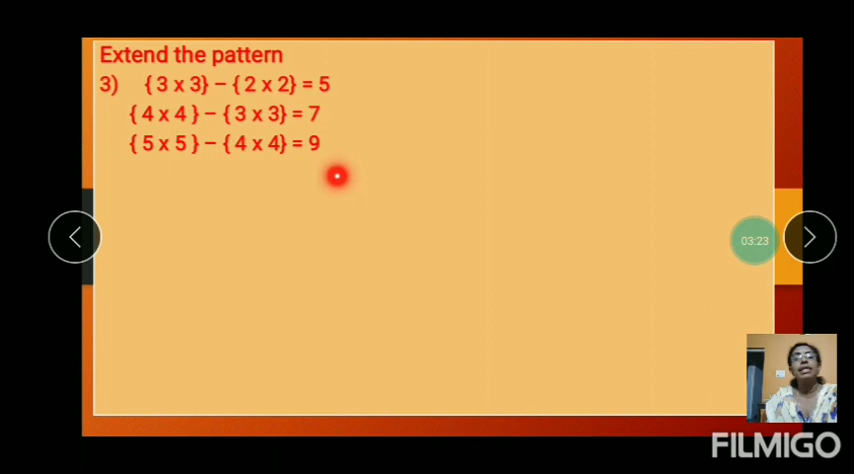 Extend the pattern
3) { 3 x 3} – { 2 x 2} = 5
{ 4 x 4 } – { 3 x 3} = 7
{ 5 x 5 } – { 4 x 4} = 9
03:23
FILMIGO